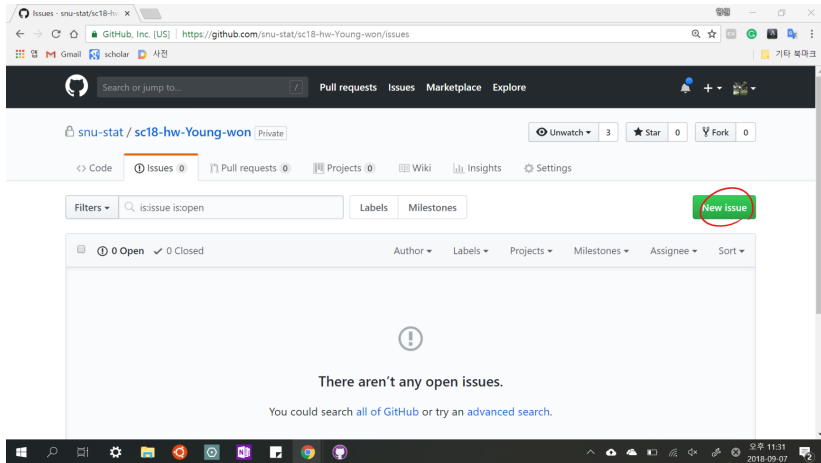 Issues · snu-stat/sc18-hw
GitHub, Inc. [US] | https://github.com/snu-stat/sc18-hw-Young-won/issues
앱 Gmail scholar 사전 기타 북마크
Search or jump to... / Pull requests Issues Marketplace Explore
snu-stat / sc18-hw-Young-won Private Unwatch 3 Star 0 Fork 0
Code Issues 0 Pull requests 0 Projects 0 Wiki Insights Settings
Filters is:issue is:open Labels Milestones New issue
0 Open 0 Closed Author Labels Projects Milestones Assignee Sort
There aren't any open issues.
You could search all of GitHub or try an advanced search.
오후 11:31
2018-09-07